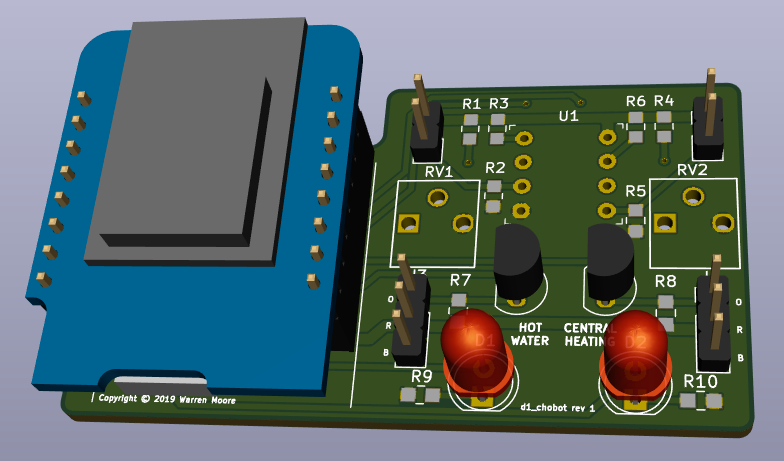 R1 R3
U1
R6 R4
RV1
R2
RV2
R5
R7
R8
O
R
B
O
R
B
HOT
WATER
CENTRAL
HEATING
D1
D2
R9
R10
Copyright © 2019 Warren Moore
d1_chobot rev 1